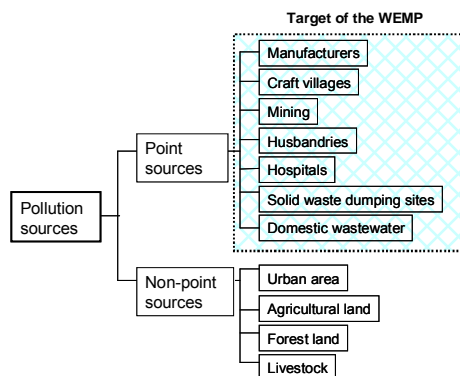 Target of the WEMP
Manufacturers
Craft villages
Mining
Point
sources
Husbandries
Hospitals
Solid waste dumping sites
Domestic wastewater
Pollution
sources
Non-point
sources
Urban area
Agricultural land
Forest land
Livestock